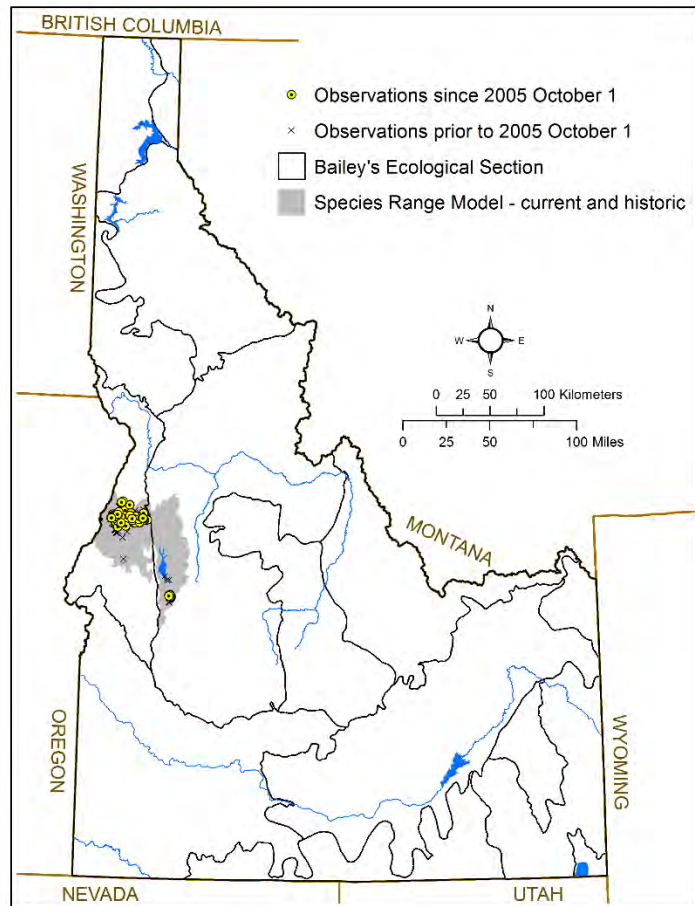 BRITISH COLUMBIA
Observations since 2005 October 1
Observations prior to 2005 October 1
Bailey's Ecological Section
Species Range Model - current and historic
WASHINGTON
N
W E
S
0 25 50 100 Kilometers
0 25 50 100 Miles
MONTANA
OREGON
WYOMING
NEVADA
UTAH